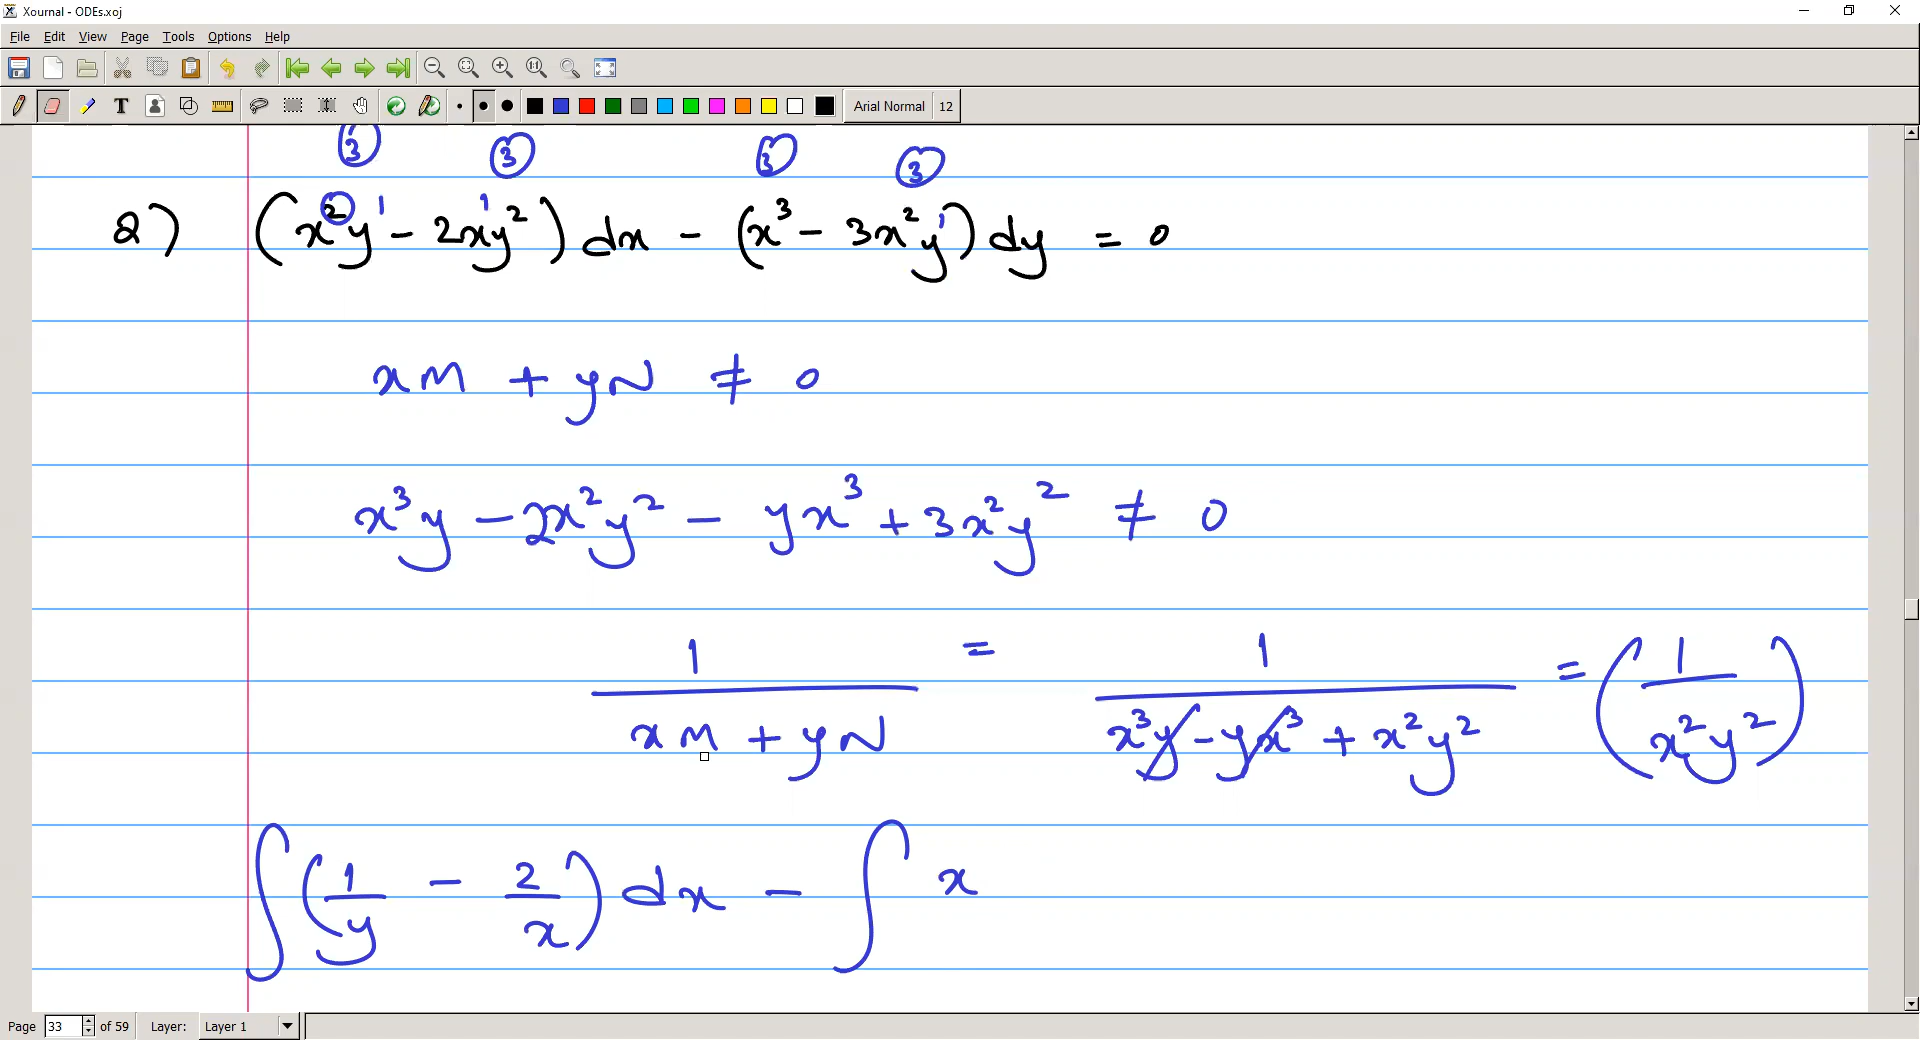 Xournal - ODEs.xoj
File Edit View Page Tools Options Help
Arial Normal 12
③ ③ ③ ③
2) (x²y¹ - 2x¹y²) dx - (x³ - 3x²y¹) dy = 0
xM + yN ≠ 0
x³y - 2x²y² - yx³ + 3x²y² ≠ 0
1/(xM + yN) = 1/(x³y - yx³ + x²y²) = (1/(x²y²))
∫(1/y - 2/x) dx - ∫ x
Page 33 of 59 Layer: Layer 1